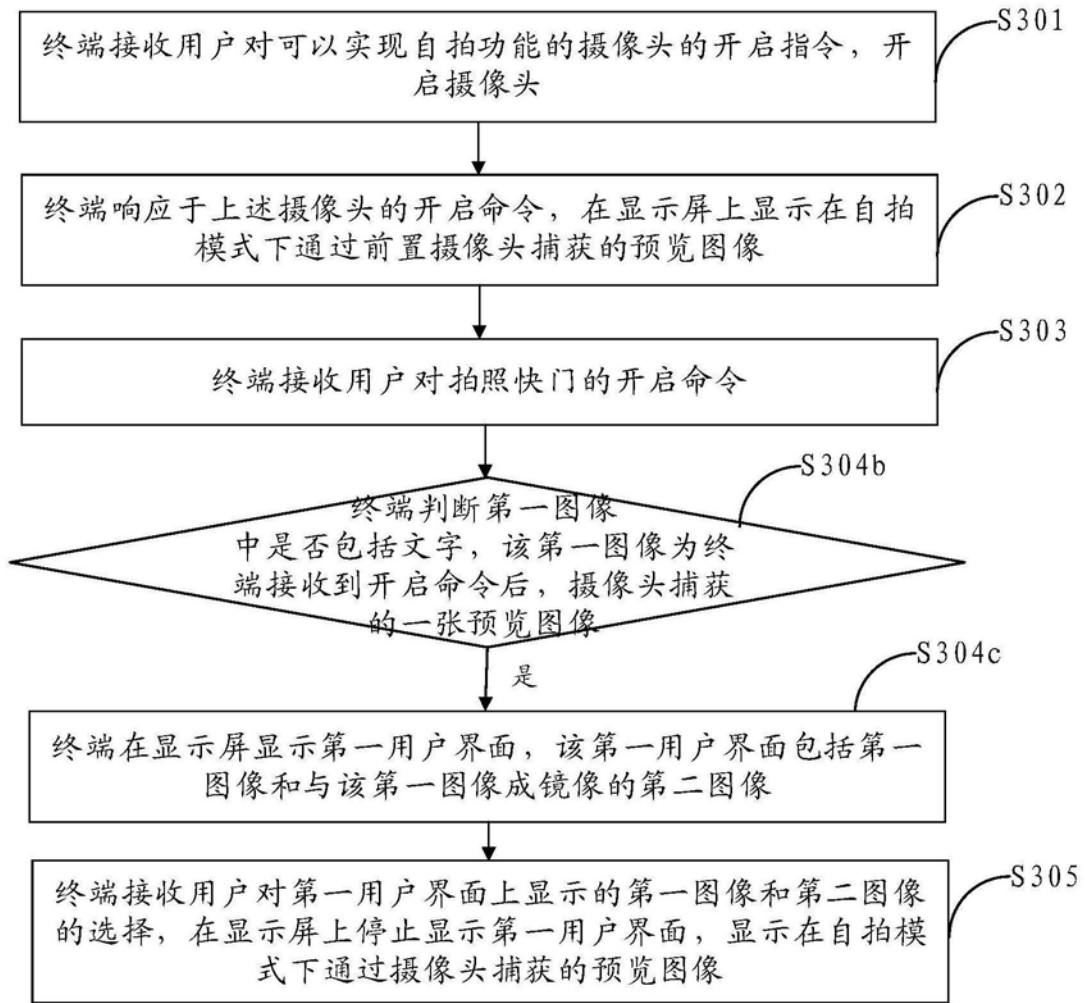 S301
终端接收用户对可以实现自拍功能的摄像头的开启指令，开
启摄像头
S302
终端响应于上述摄像头的开启命令，在显示屏上显示在自拍
模式下通过前置摄像头捕获的预览图像
S303
终端接收用户对拍照快门的开启命令
S304b
终端判断第一图像
中是否包括文字，该第一图像为终
端接收到开启命令后，摄像头捕获
的一张预览图像
是
S304c
终端在显示屏显示第一用户界面，该第一用户界面包括第一
图像和与该第一图像成镜像的第二图像
S305
终端接收用户对第一用户界面上显示的第一图像和第二图像
的选择，在显示屏上停止显示第一用户界面，显示在自拍模
式下通过摄像头捕获的预览图像